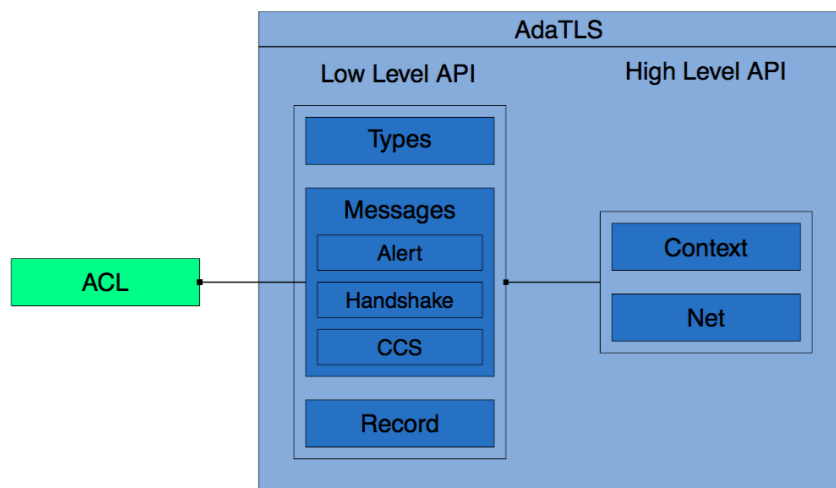 AdaTLS
Low Level API
High Level API
Types
Messages
Alert
Handshake
CCS
Record
ACL
Context
Net